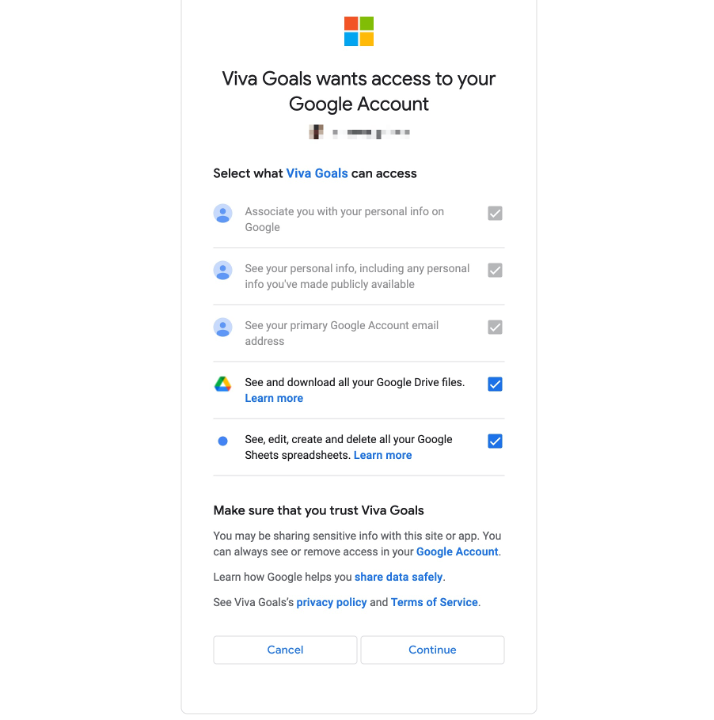 Viva Goals wants access to your
Google Account
Select what Viva Goals can access
Associate you with your personal info on
Google
See your personal info, including any personal
info you've made publicly available
See your primary Google Account email
address
See and download all your Google Drive files.
Learn more
See, edit, create and delete all your Google
Sheets spreadsheets. Learn more
Make sure that you trust Viva Goals
You may be sharing sensitive info with this site or app. You
can always see or remove access in your Google Account.
Learn how Google helps you share data safely.
See Viva Goals's privacy policy and Terms of Service.
Cancel
Continue